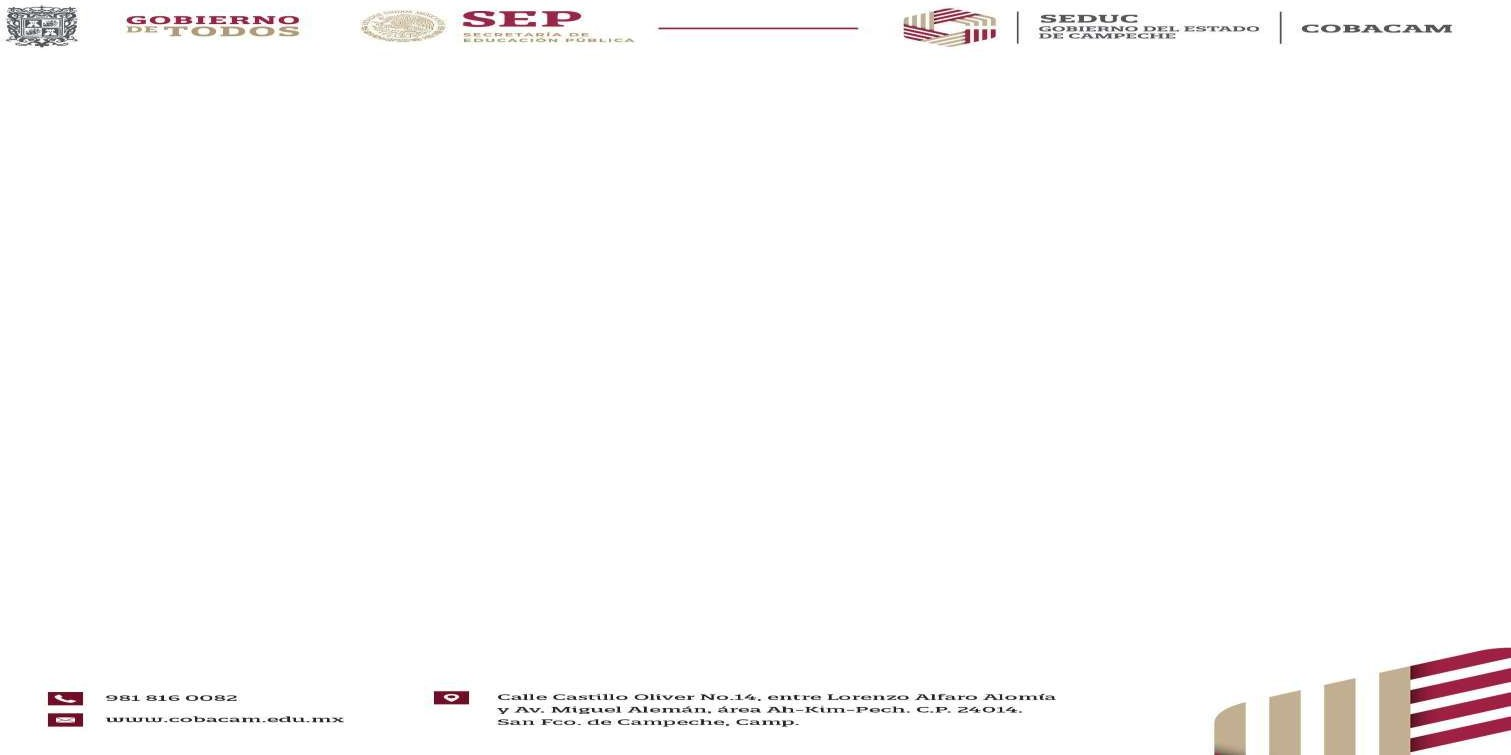 GOBIERNO
DE TODOS
SEP
SECRETARÍA DE
EDUCACIÓN PÚBLICA
SEDUC
GOBIERNO DEL ESTADO
DE CAMPECHE
COBACAM
981 816 0082
www.cobacam.edu.mx
Calle Castillo Oliver No.14, entre Lorenzo Alfaro Alomía
y Av. Miguel Alemán, área Ah-Kim-Pech. C.P. 24014.
San Fco. de Campeche, Camp.